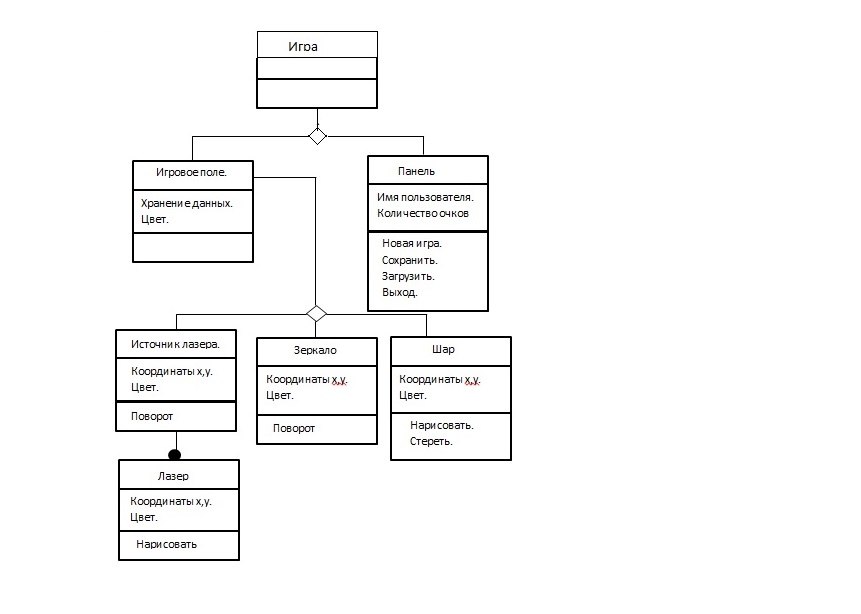 Игра
Игровое поле.
Хранение данных.
Цвет.
Панель
Имя пользователя.
Количество очков
Новая игра.
Сохранить.
Загрузить.
Выход.
Источник лазера.
Координаты x,y.
Цвет.
Поворот
Зеркало
Координаты x,y.
Цвет.
Поворот
Шар
Координаты x,y.
Цвет.
Нарисовать.
Стереть.
Лазер
Координаты x,y.
Цвет.
Нарисовать